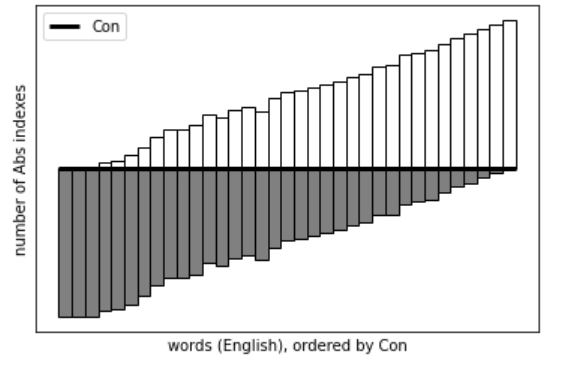 Con
number of Abs indexes
words (English), ordered by Con